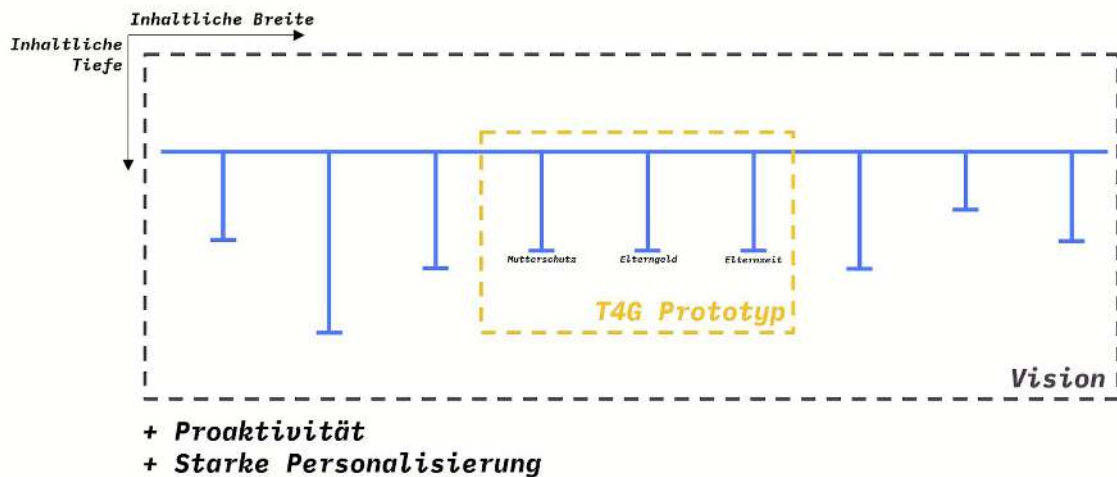 Inhaltliche Breite
Inhaltliche
Tiefe
Mutterschutz
Elterngeld
Elternzeit
T4G Prototyp
Vision
+ Proaktivität
+ Starke Personalisierung